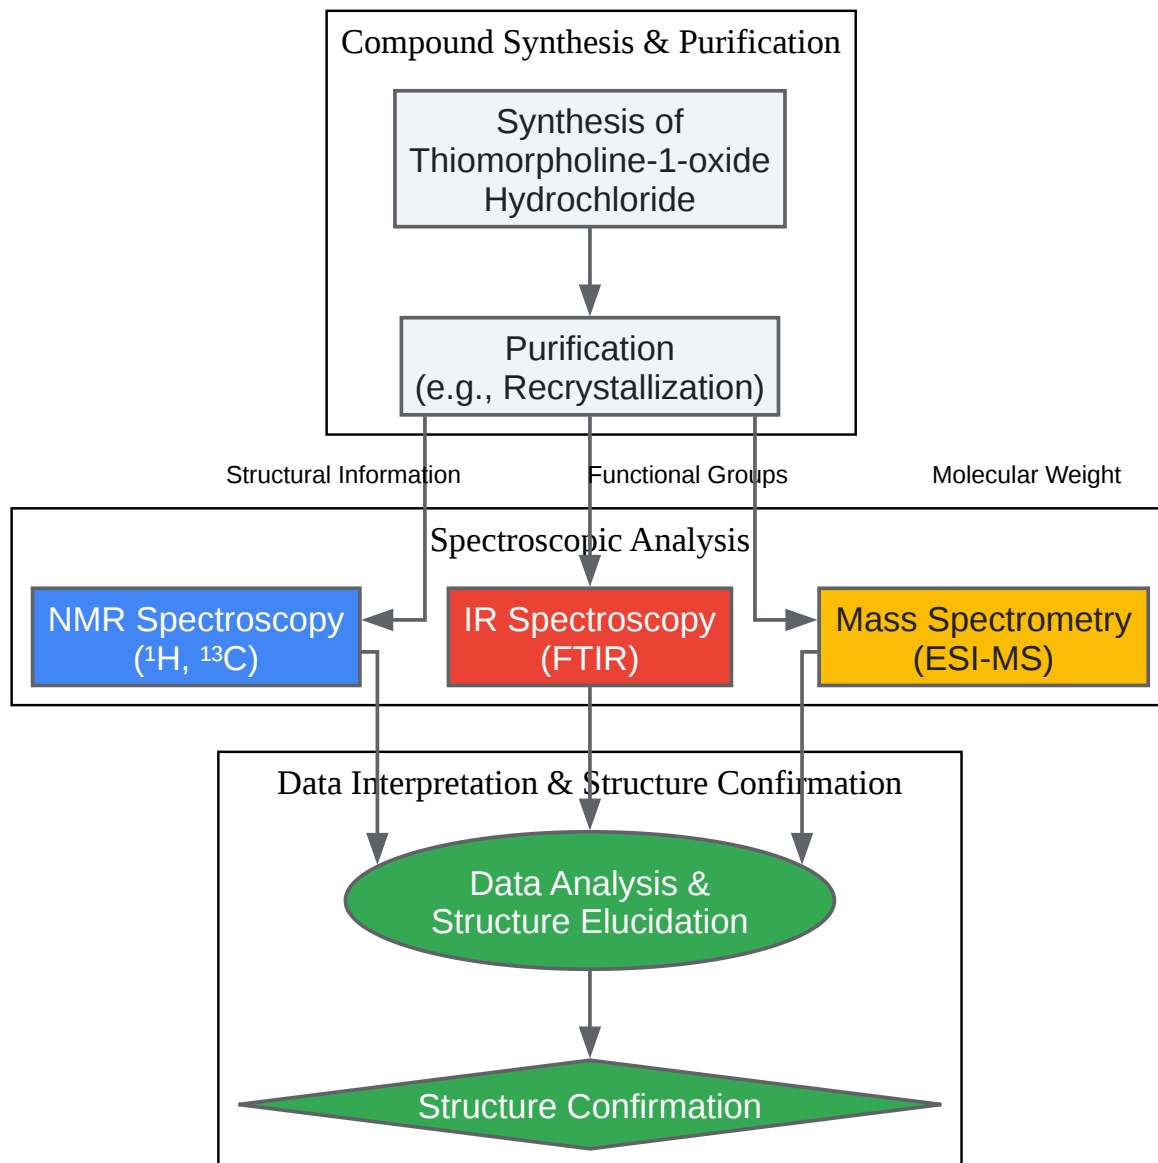 Compound Synthesis & Purification
Synthesis of
Thiomorpholine-1-oxide
Hydrochloride
Purification
(e.g., Recrystallization)
Structural Information
Functional Groups
Molecular Weight
Spectroscopic Analysis
NMR Spectroscopy
(¹H, ¹³C)
IR Spectroscopy
(FTIR)
Mass Spectrometry
(ESI-MS)
Data Interpretation & Structure Confirmation
Data Analysis &
Structure Elucidation
Structure Confirmation